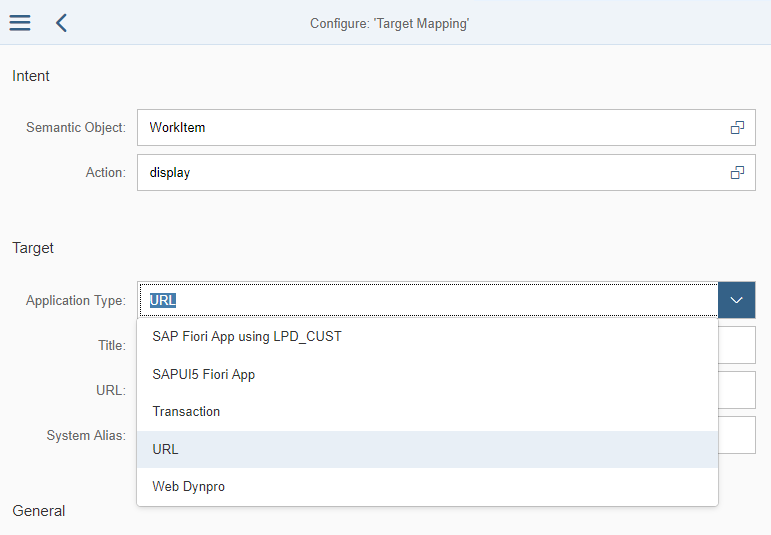 Configure: 'Target Mapping'
Intent
Semantic Object: WorkItem
Action: display
Target
Application Type: URL
SAP Fiori App using LPD_CUST
Title:
SAPUI5 Fiori App
URL:
Transaction
System Alias:
URL
Web Dynpro
General